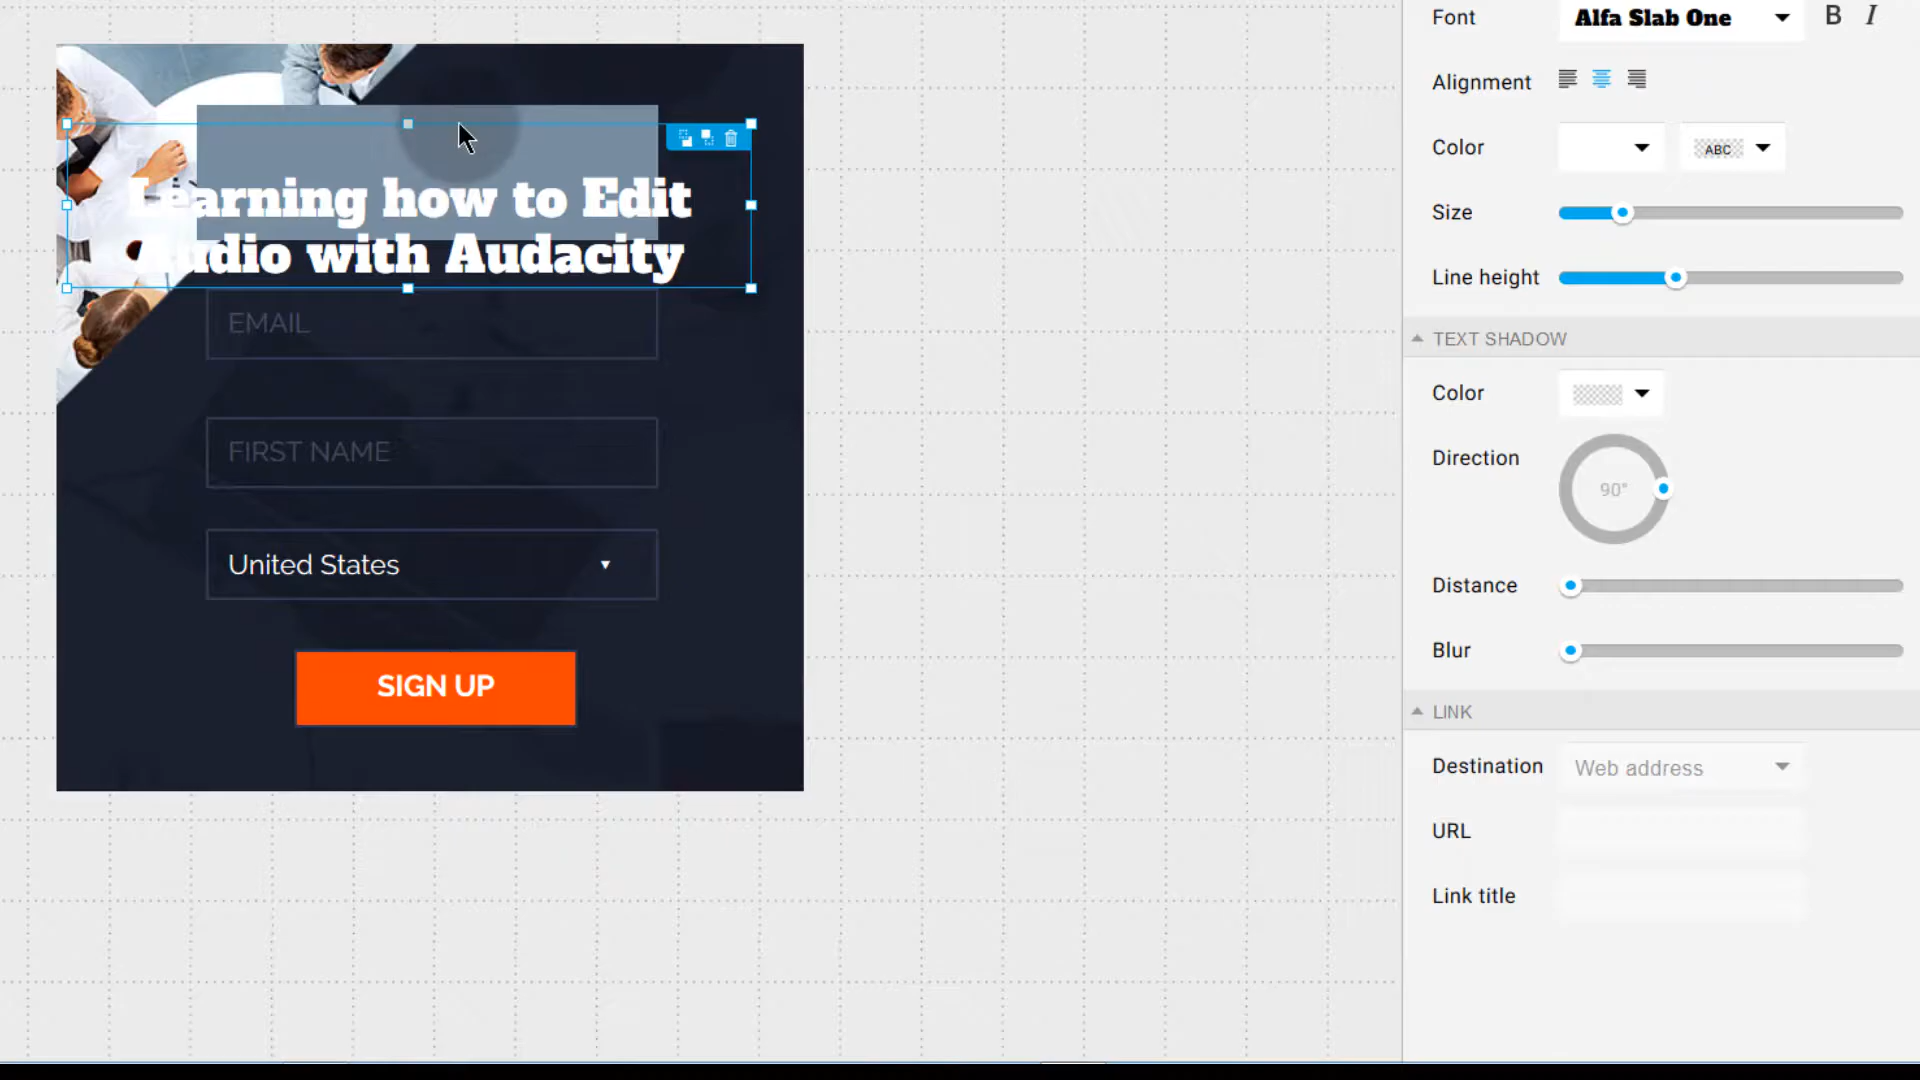 Learning how to Edit
Audio with Audacity
EMAIL
FIRST NAME
United States
SIGN UP
Font
Alfa Slab One
B I
Alignment
Color
ABC
Size
Line height
TEXT SHADOW
Color
Direction
90°
Distance
Blur
LINK
Destination
Web address
URL
Link title